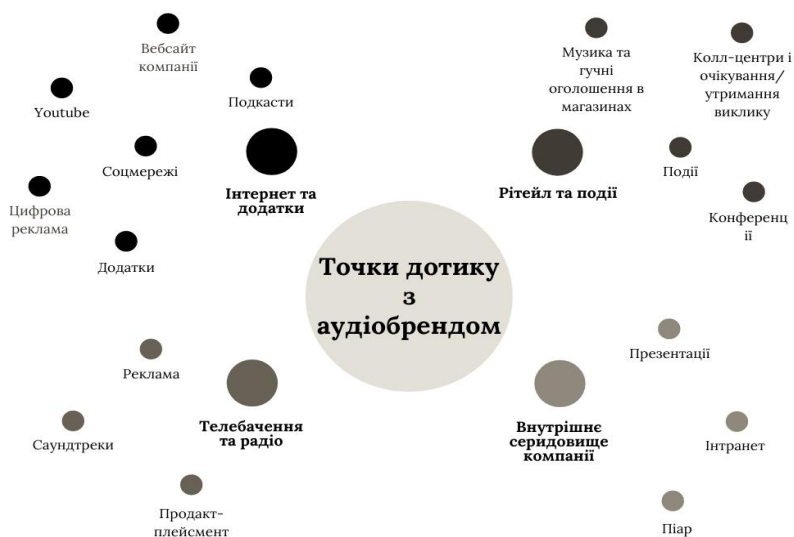 Вебсайт
компанії
Подкасти
Youtube
Соцмережі
Цифрова
реклама
Додатки
Інтернет та
додатки
Музика та
гучні
оголошення в
магазинах
Колл-центри і
очікування/
утримання
виклику
Події
Конференц
ії
Рітейл та події
Точки дотику
з
аудіобрендом
Реклама
Саундтреки
Продакт-
плейсмент
Телебачення
та радіо
Презентації
Інтранет
Піар
Внутрішнє
серидовище
компанії